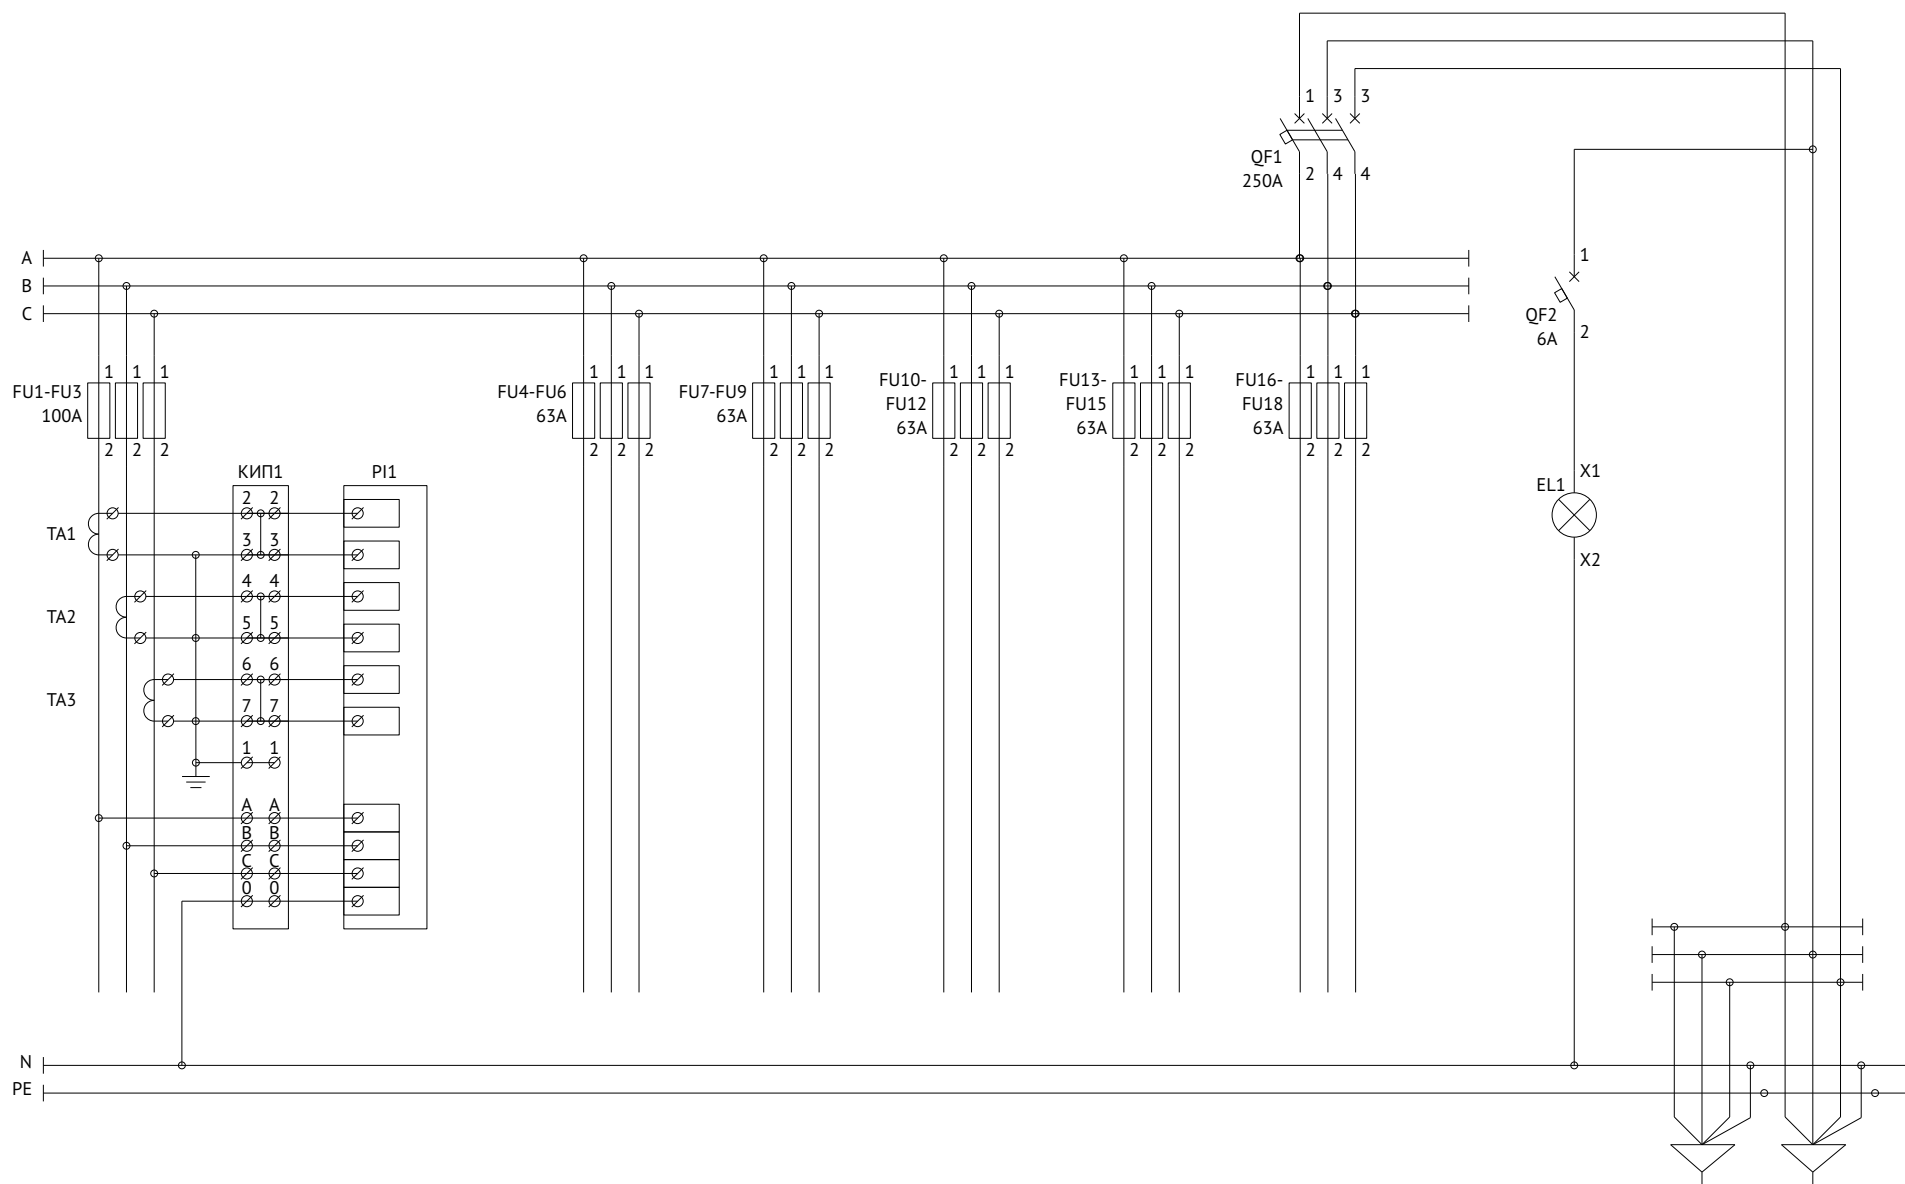 1 3 3
QF1
250A
2 4 4
A
B
C
1
QF2
6A
2
FU1-FU3
100A
1 1 1
2 2 2
FU4-FU6
63A
1 1 1
2 2 2
FU7-FU9
63A
1 1 1
2 2 2
FU10-
FU12
63A
1 1 1
2 2 2
FU13-
FU15
63A
1 1 1
2 2 2
FU16-
FU18
63A
1 1 1
2 2 2
X1
EL1
X2
КИП1
PI1
TA1
TA2
TA3
2 2
3 3
4 4
5 5
6 6
7 7
1 1
A A
B B
C C
0 0
N
PE